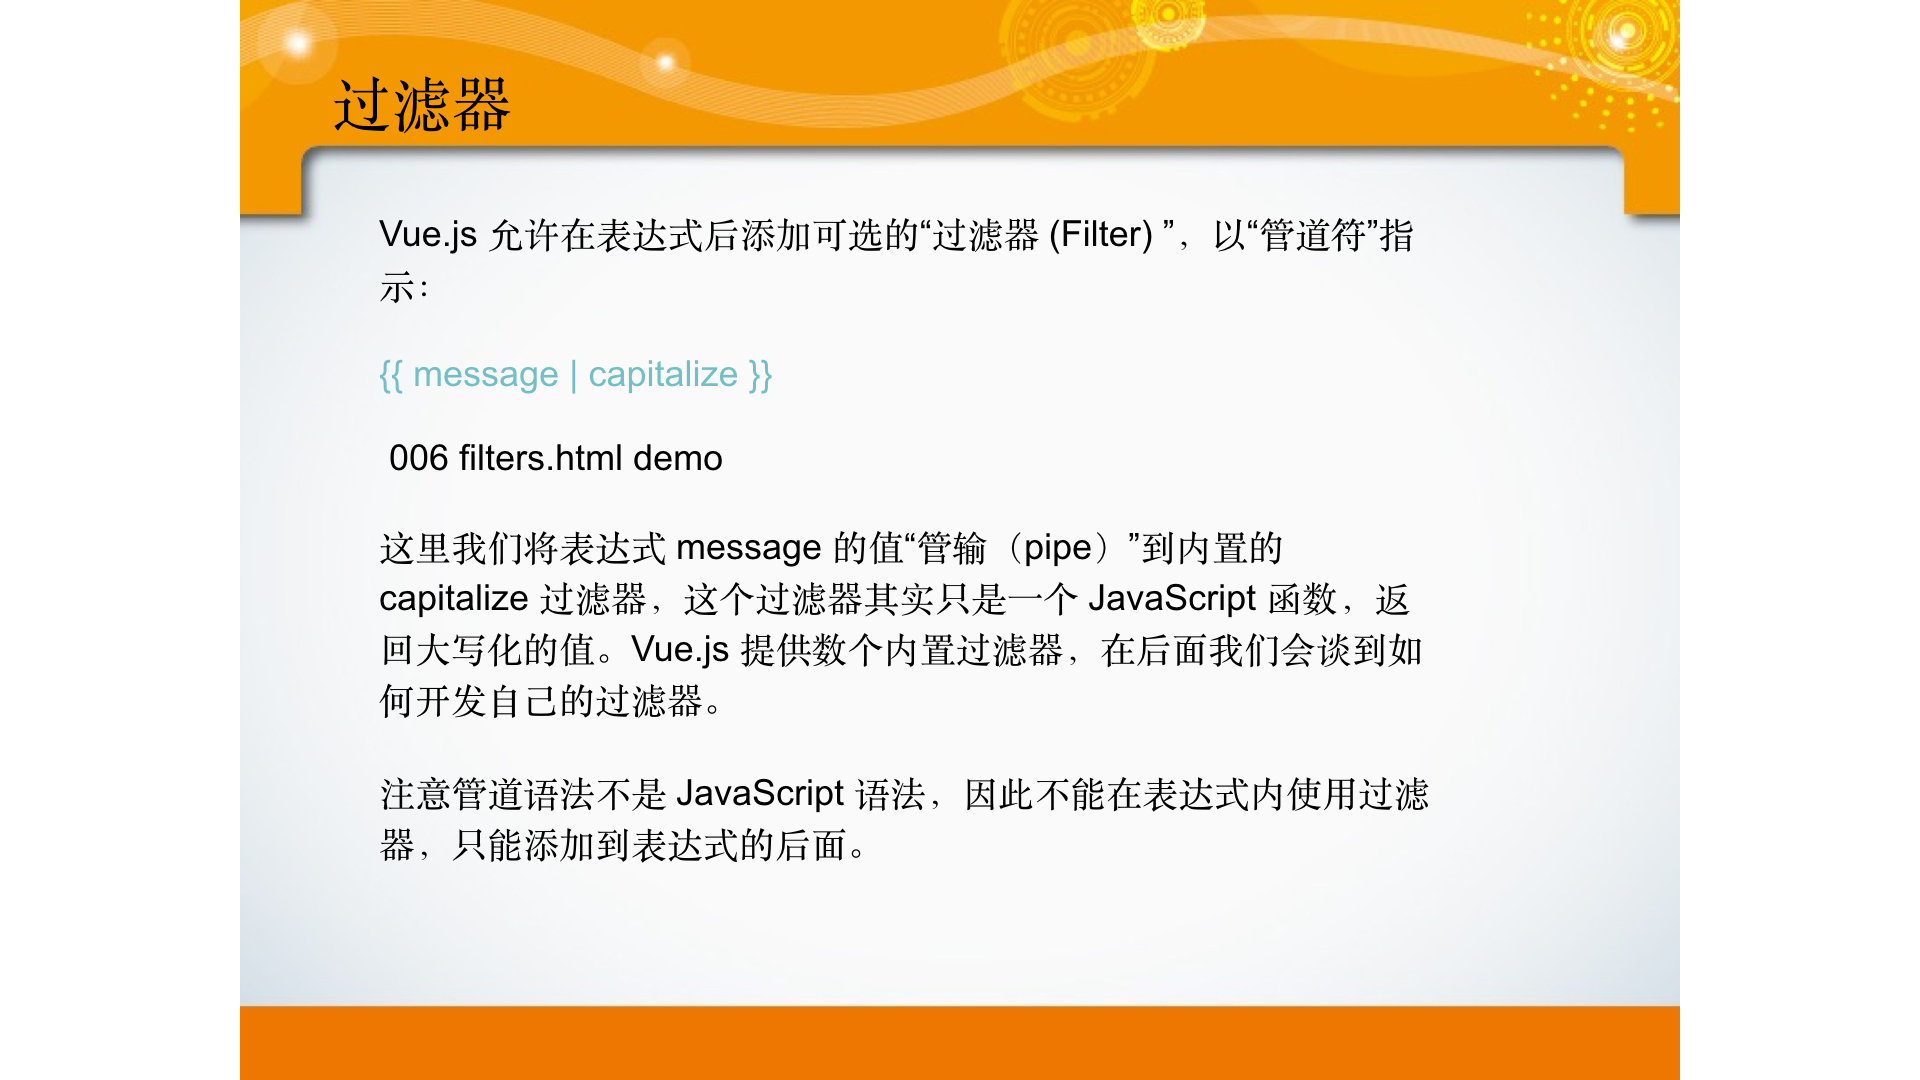 过滤器
Vue.js 允许在表达式后添加可选的“过滤器 (Filter) ”，以“管道符”指
示：
{{ message | capitalize }}
006 filters.html demo
这里我们将表达式 message 的值“管输（pipe）”到内置的
capitalize 过滤器，这个过滤器其实只是一个 JavaScript 函数，返
回大写化的值。Vue.js 提供数个内置过滤器，在后面我们会谈到如
何开发自己的过滤器。
注意管道语法不是 JavaScript 语法，因此不能在表达式内使用过滤
器，只能添加到表达式的后面。